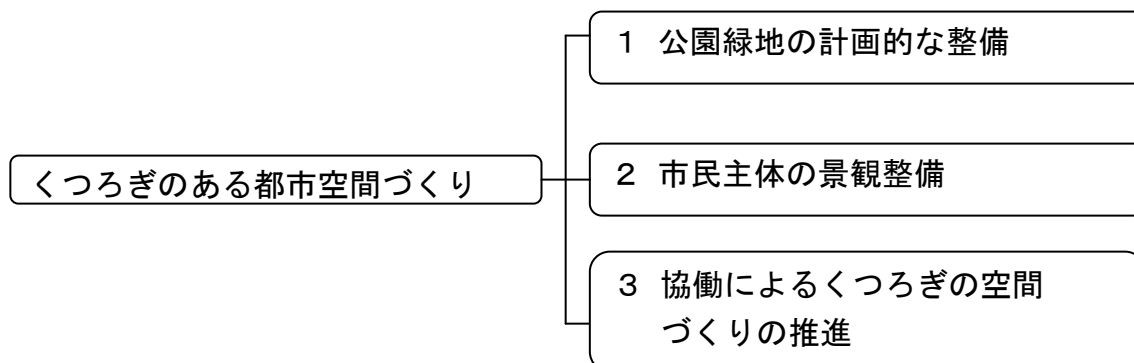 １ 公園緑地の計画的な整備
くつろぎのある都市空間づくり
２ 市民主体の景観整備
３ 協働によるくつろぎの空間
づくりの推進